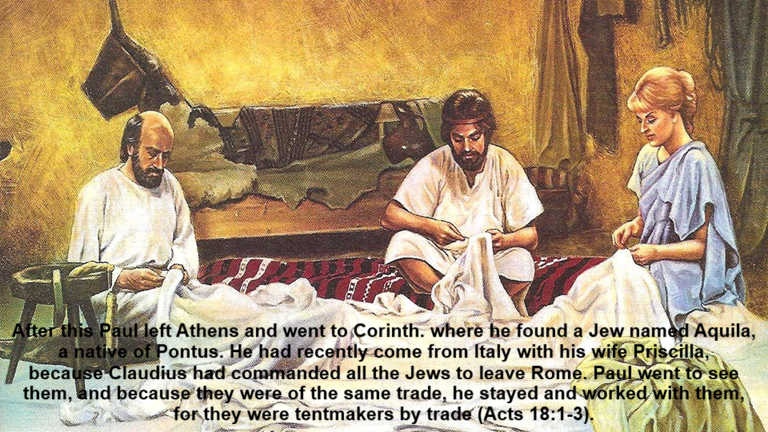 After this Paul left Athens and went to Corinth. where he found a Jew named Aquila,
a native of Pontus. He had recently come from Italy with his wife Priscilla,
because Claudius had commanded all the Jews to leave Rome. Paul went to see
them, and because they were of the same trade, he stayed and worked with them,
for they were tentmakers by trade (Acts 18:1-3).